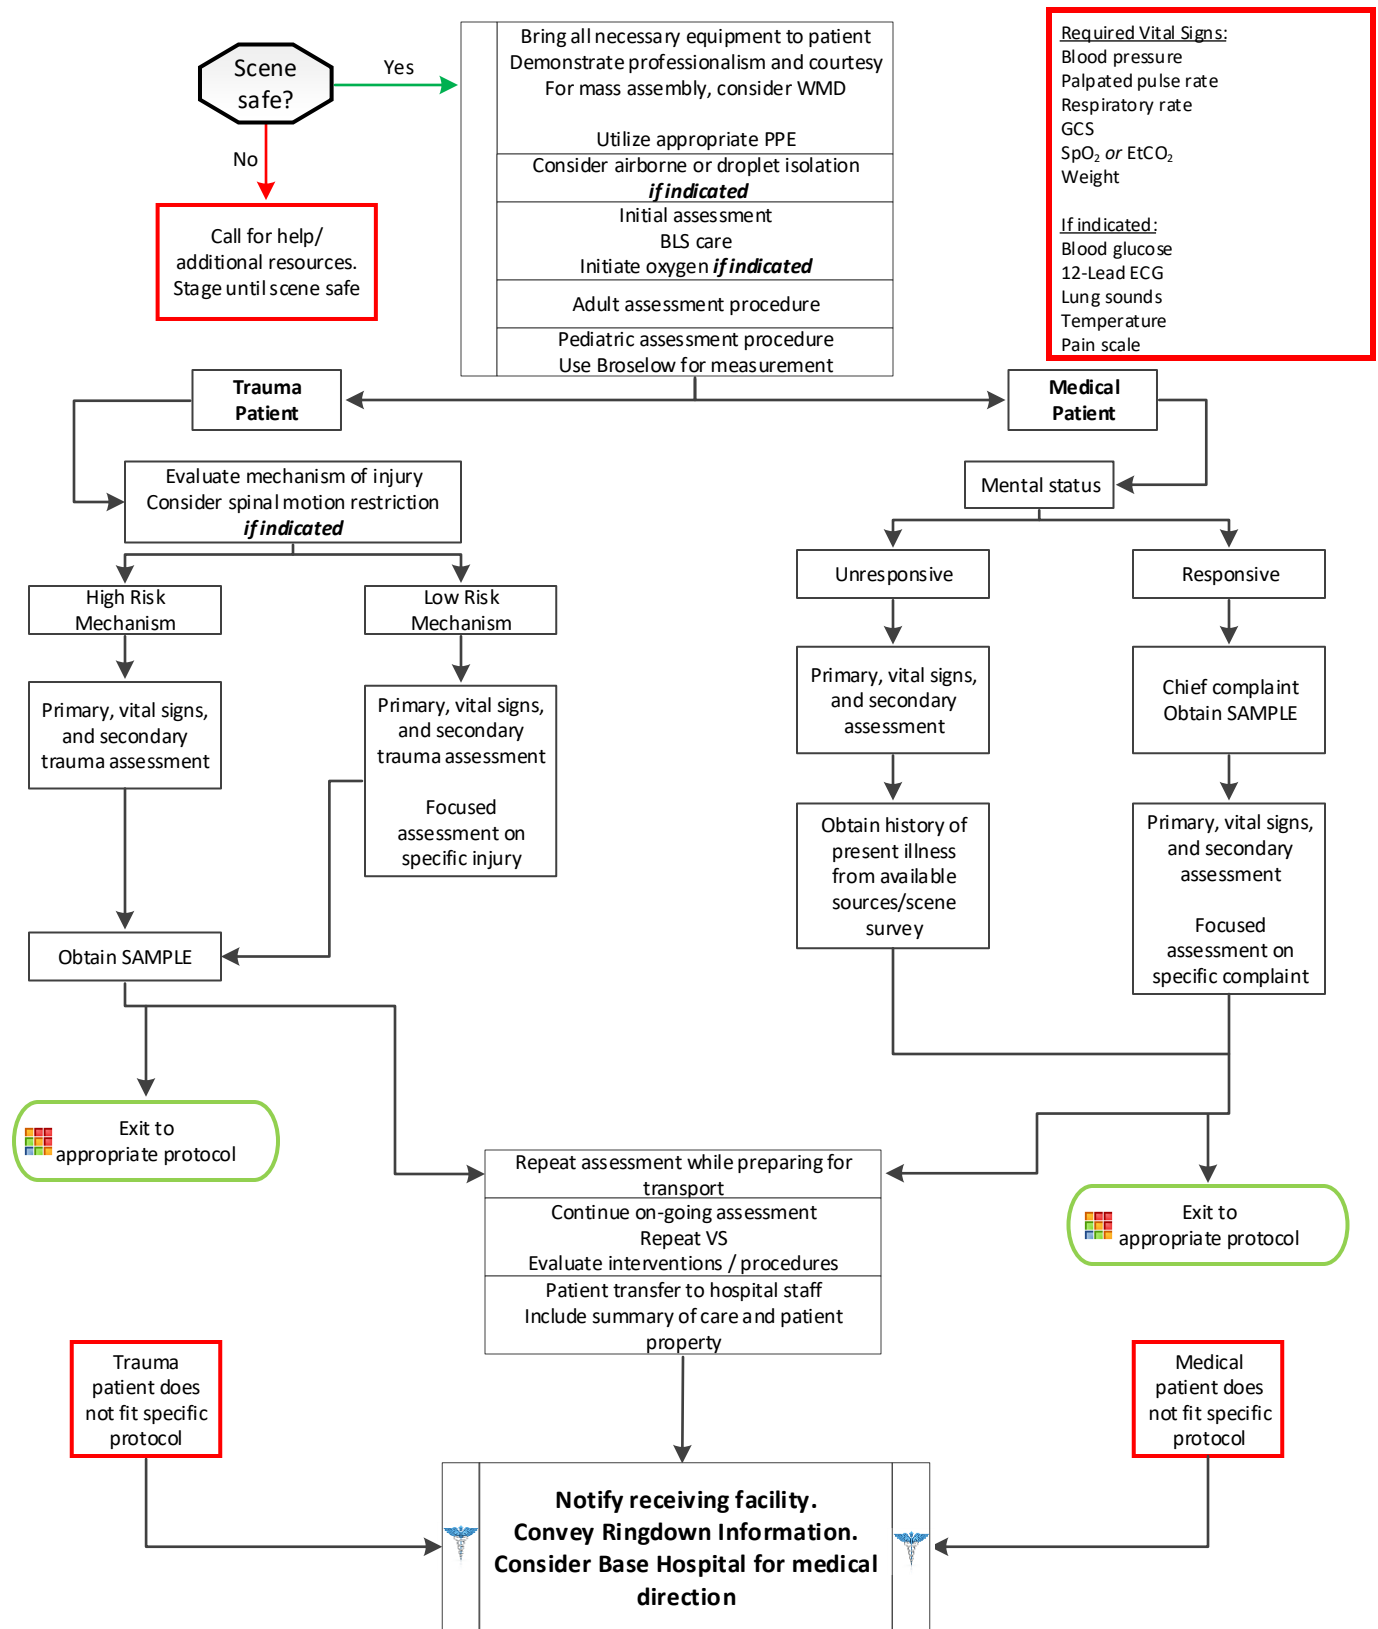 Scene
safe?
Yes
No
Call for help/
additional resources.
Stage until scene safe
Bring all necessary equipment to patient
Demonstrate professionalism and courtesy
For mass assembly, consider WMD
Utilize appropriate PPE
Consider airborne or droplet isolation
if indicated
Initial assessment
BLS care
Initiate oxygen if indicated
Adult assessment procedure
Pediatric assessment procedure
Use Broselow for measurement
Required Vital Signs:
Blood pressure
Palpated pulse rate
Respiratory rate
GCS
SpO₂ or EtCO₂
Weight
If indicated:
Blood glucose
12-Lead ECG
Lung sounds
Temperature
Pain scale
Trauma
Patient
Medical
Patient
Evaluate mechanism of injury
Consider spinal motion restriction
if indicated
Mental status
High Risk
Mechanism
Low Risk
Mechanism
Unresponsive
Responsive
Primary, vital signs,
and secondary
trauma assessment
Primary, vital signs,
and secondary
trauma assessment
Focused
assessment on
specific injury
Primary, vital signs,
and secondary
assessment
Chief complaint
Obtain SAMPLE
Obtain history of
present illness
from available
sources/scene
survey
Primary, vital signs,
and secondary
assessment
Focused
assessment on
specific complaint
Obtain SAMPLE
Exit to
appropriate protocol
Repeat assessment while preparing for
transport
Continue on-going assessment
Repeat VS
Evaluate interventions / procedures
Patient transfer to hospital staff
Include summary of care and patient
property
Exit to
appropriate protocol
Trauma
patient does
not fit specific
protocol
Medical
patient does
not fit specific
protocol
Notify receiving facility.
Convey Ringdown Information.
Consider Base Hospital for medical
direction